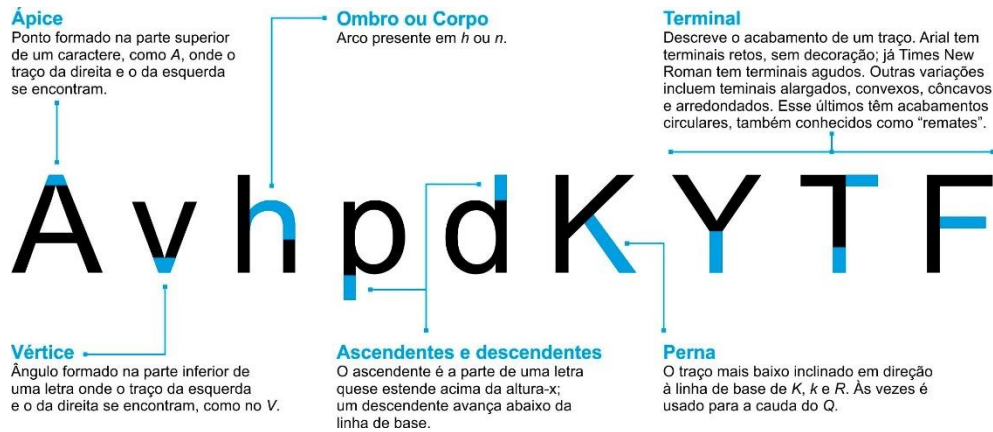 Ápice
Ponto formado na parte superior
de um caractere, como A, onde o
traço da direita e o da esquerda
se encontram.
Ombro ou Corpo
Arco presente em h ou n.
Terminal
Descreve o acabamento de um traço. Arial tem
terminais retos, sem decoração; já Times New
Roman tem terminais agudos. Outras variações
incluem teminais alargados, convexos, côncavos
e arredondados. Esse últimos têm acabamentos
circulares, também conhecidos como “remates”.
A v h p d K Y T F
Vértice
Ângulo formado na parte inferior de
uma letra onde o traço da esquerda
e o da direita se encontram, como no V.
Ascendentes e descendentes
O ascendente é a parte de uma letra
quese estende acima da altura-x;
um descendente avança abaixo da
linha de base.
Perna
O traço mais baixo inclinado em direção
à linha de base de K, k e R. Às vezes é
usado para a cauda do Q.